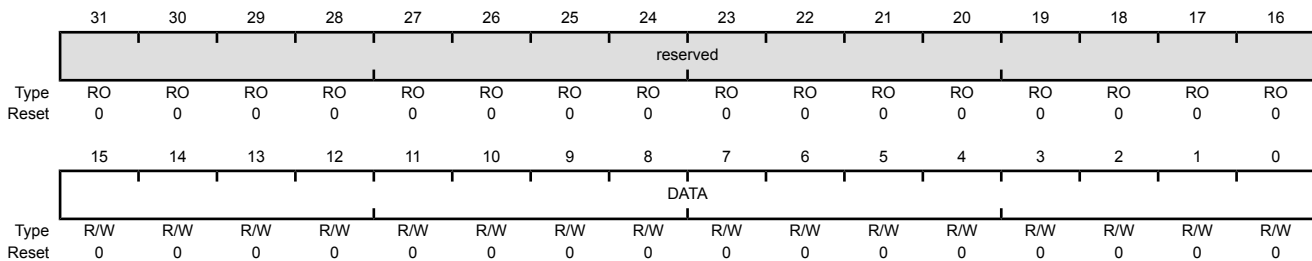 31 30 29 28 27 26 25 24 23 22 21 20 19 18 17 16
reserved
Type RO RO RO RO RO RO RO RO RO RO RO RO RO RO RO RO
Reset 0 0 0 0 0 0 0 0 0 0 0 0 0 0 0 0
15 14 13 12 11 10 9 8 7 6 5 4 3 2 1 0
DATA
Type R/W R/W R/W R/W R/W R/W R/W R/W R/W R/W R/W R/W R/W R/W R/W R/W
Reset 0 0 0 0 0 0 0 0 0 0 0 0 0 0 0 0